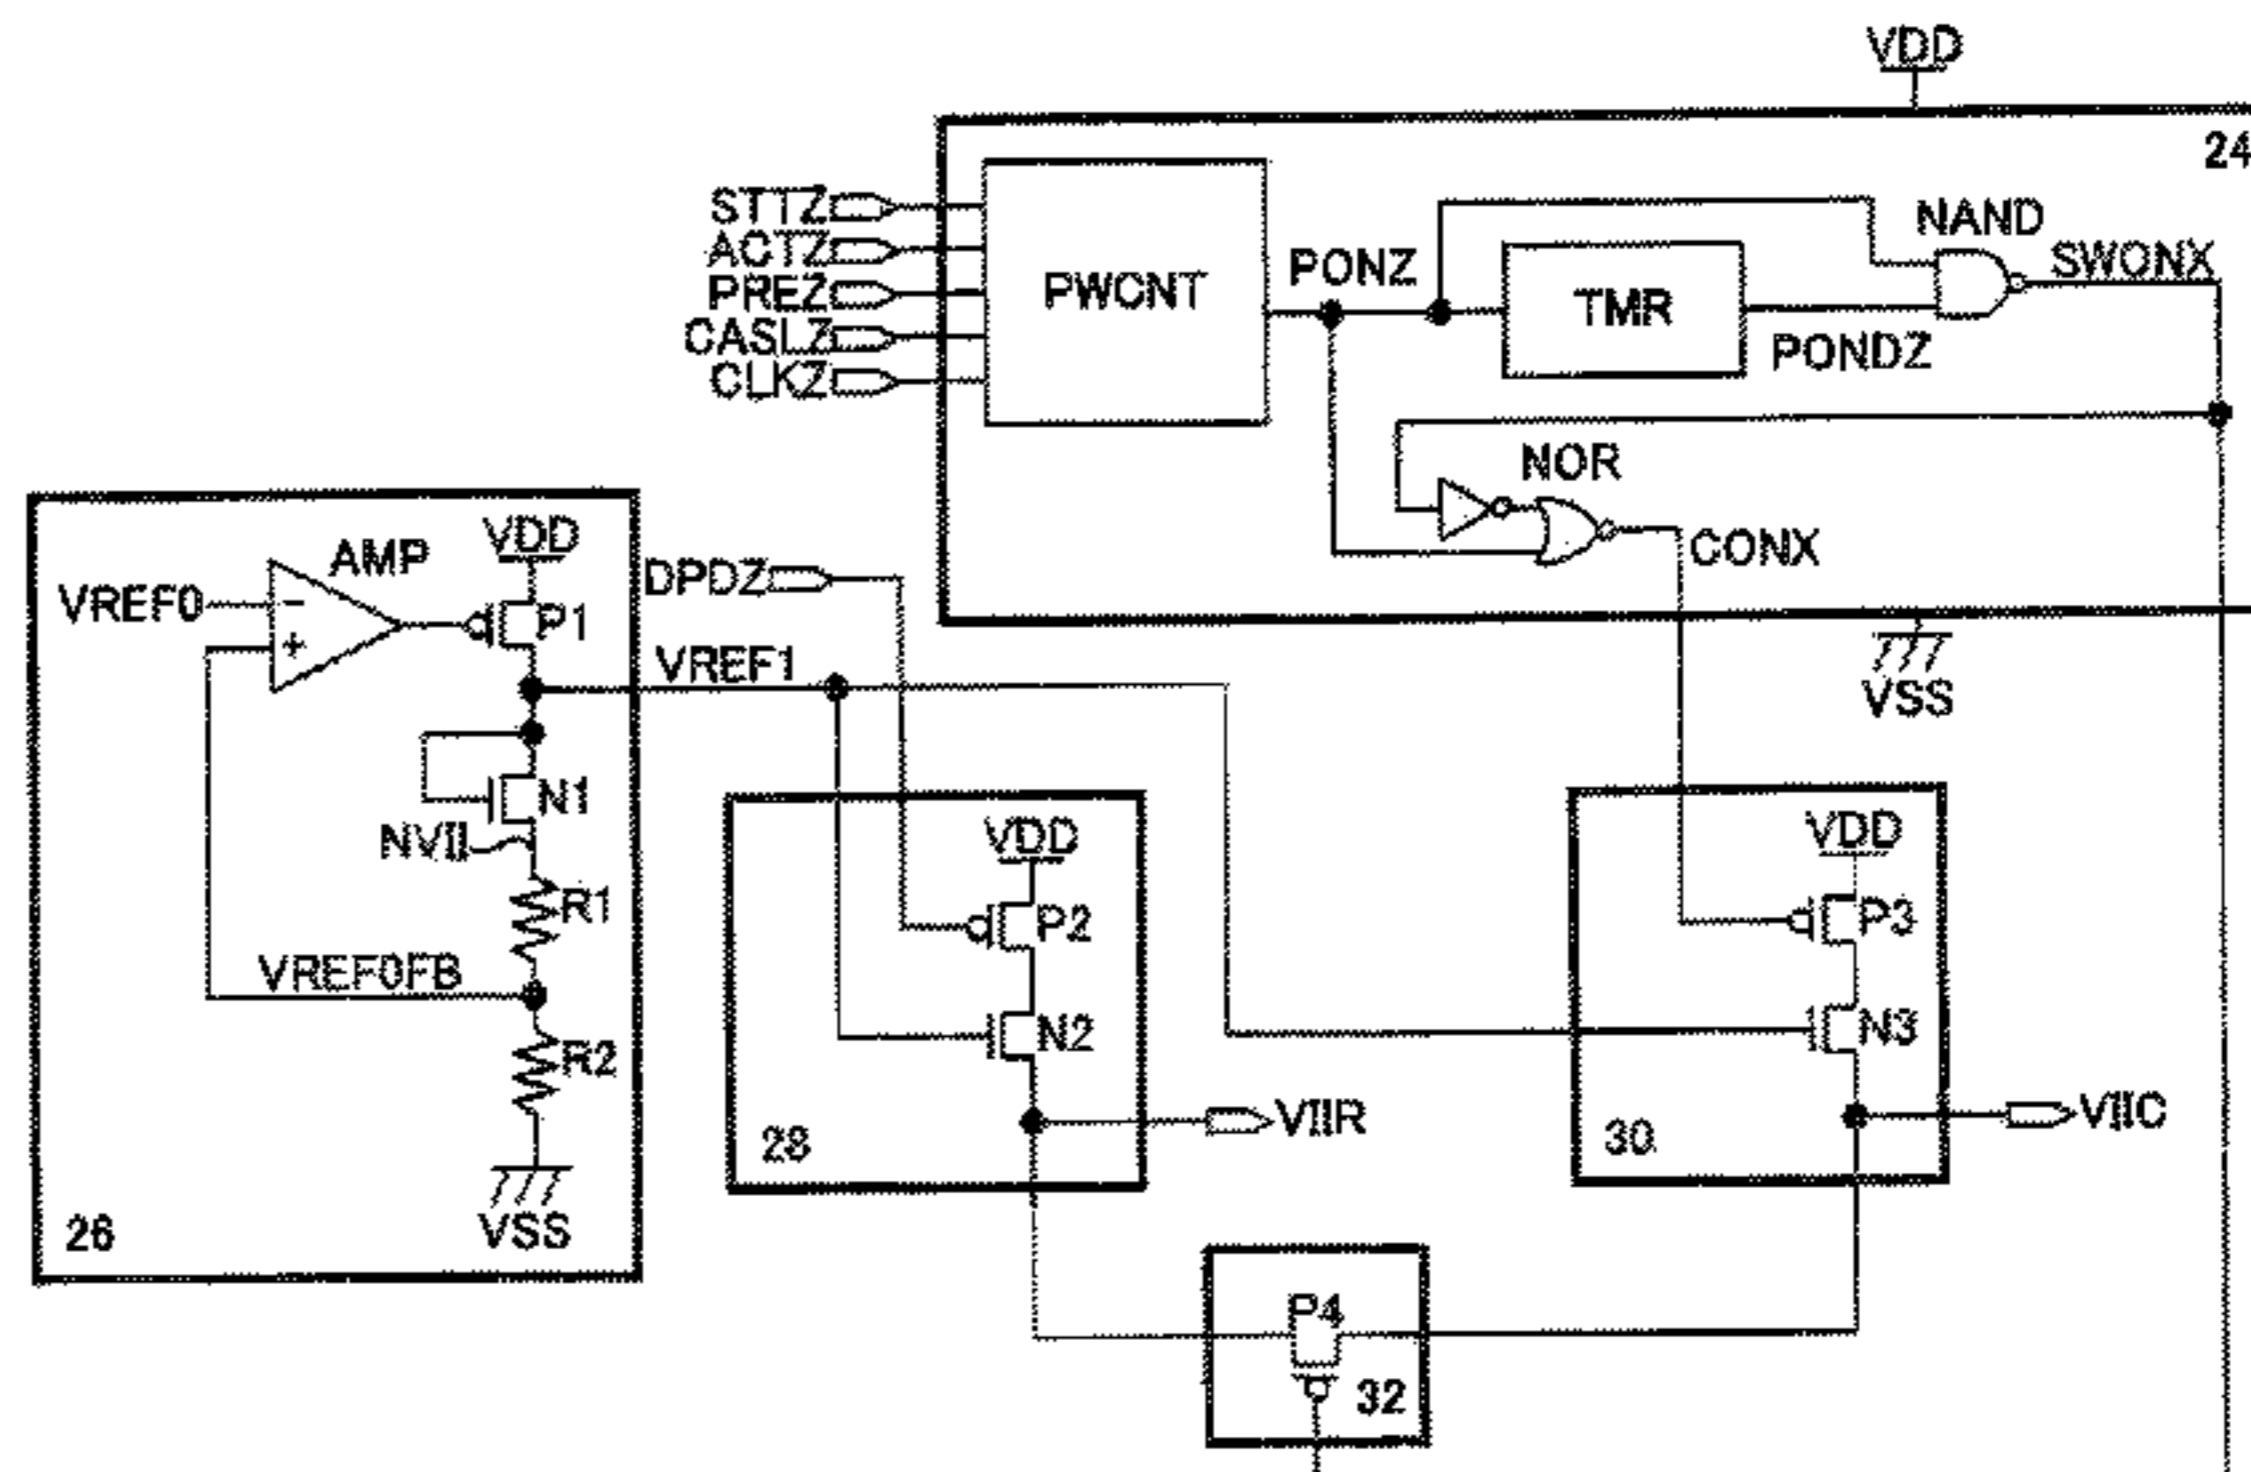 VDD
24
STTZ
ACTZ
PREZ
CASLZ
CLKZ
PWCNT
PONZ
TMR
PONDZ
NAND
SWONX
NOR
CONX
VSS
VREF0
AMP
VDD
P1
N1
NVII
R1
VREF0FB
R2
VSS
26
DPDZ
VREF1
VDD
P2
N2
VIIR
28
VDD
P3
N3
VIIC
30
P4
32